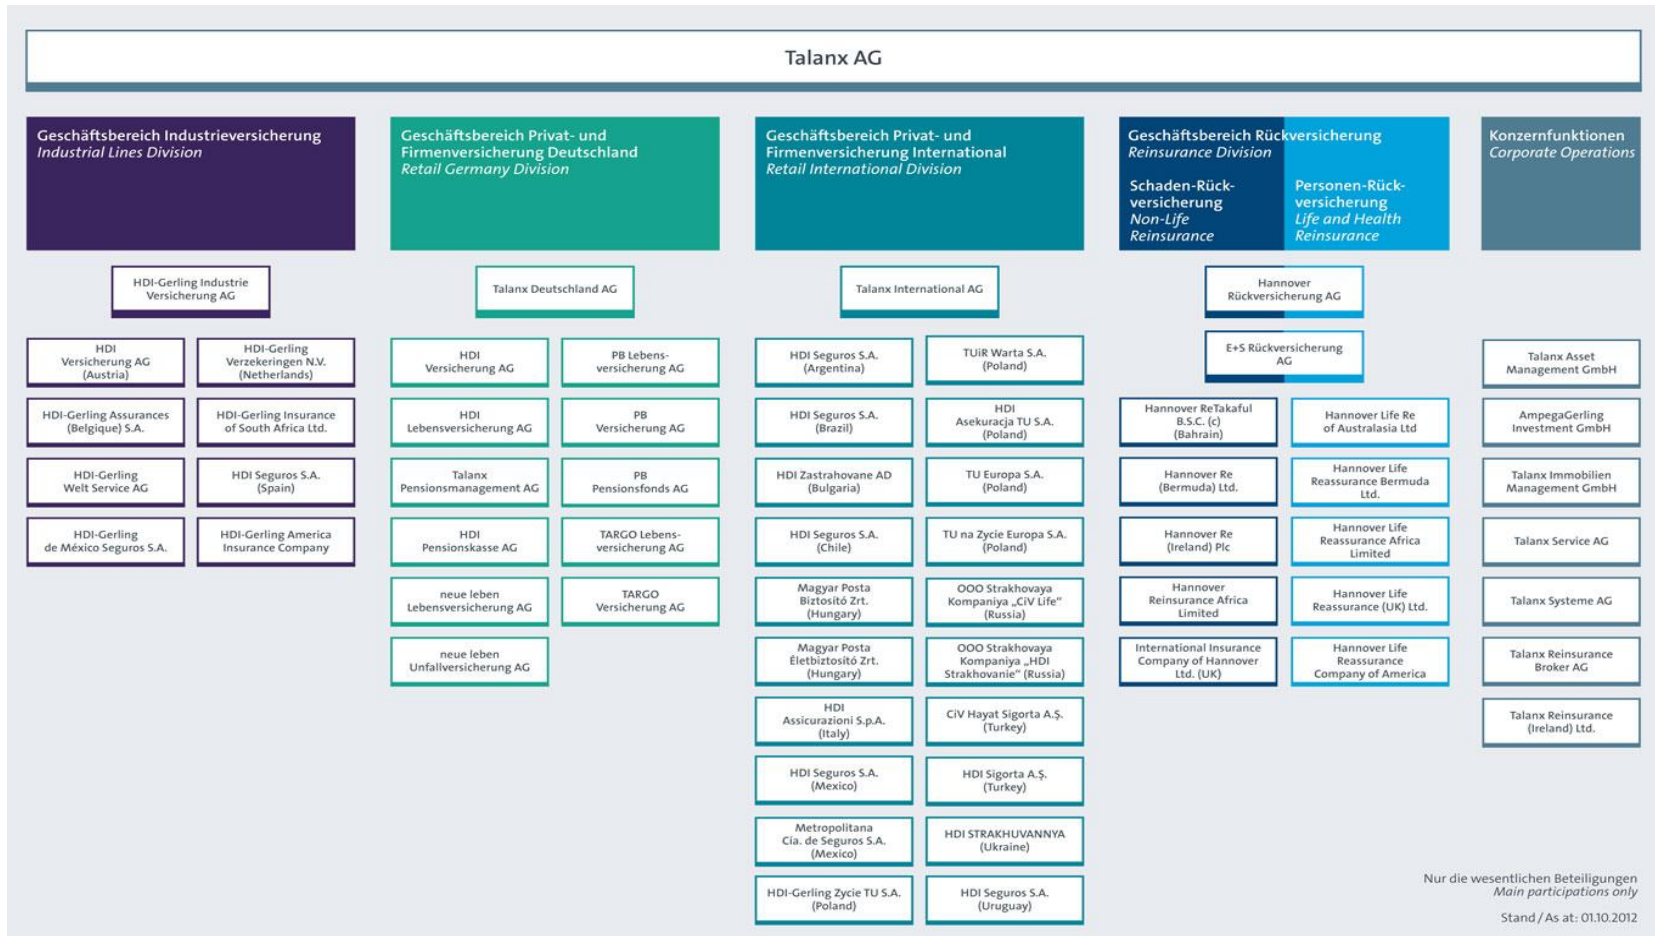 Talanx AG
Geschäftsbereich Industrieversicherung
Industrial Lines Division
HDI-Gerling Industrie
Versicherung AG
HDI
Versicherung AG
(Austria)
HDI-Gerling
Verzekeringen N.V.
(Netherlands)
HDI-Gerling Assurances
(Belgique) S.A.
HDI-Gerling Insurance
of South Africa Ltd.
HDI-Gerling
Welt Service AG
HDI Seguros S.A.
(Spain)
HDI-Gerling
de México Seguros S.A.
HDI-Gerling America
Insurance Company
Geschäftsbereich Privat- und
Firmenversicherung Deutschland
Retail Germany Division
Talanx Deutschland AG
HDI
Versicherung AG
PB Lebens-
versicherung AG
HDI
Lebensversicherung AG
PB
Versicherung AG
Talanx
Pensionsmanagement AG
PB
Pensionsfonds AG
HDI
Pensionskasse AG
TARGO Lebens-
versicherung AG
neue leben
Lebensversicherung AG
TARGO
Versicherung AG
neue leben
Unfallversicherung AG
Geschäftsbereich Privat- und
Firmenversicherung International
Retail International Division
Talanx International AG
HDI Seguros S.A.
(Argentina)
TUiR Warta S.A.
(Poland)
HDI Seguros S.A.
(Brazil)
HDI
Asekuracja TU S.A.
(Poland)
HDI Zastrahovane AD
(Bulgaria)
TU Europa S.A.
(Poland)
HDI Seguros S.A.
(Chile)
TU na Zycie Europa S.A.
(Poland)
Magyar Posta
Biztosító Zrt.
(Hungary)
OOO Strakhovaya
Kompaniya „CiV Life"
(Russia)
Magyar Posta
Életbiztosító Zrt.
(Hungary)
OOO Strakhovaya
Kompaniya „HDI
Strakhovanie" (Russia)
HDI
Assicurazioni S.p.A.
(Italy)
CiV Hayat Sigorta A.Ş.
(Turkey)
HDI Seguros S.A.
(Mexico)
HDI Sigorta A.Ş.
(Turkey)
Metropolitana
Cía. de Seguros S.A.
(Mexico)
HDI STRAKHUVANNYA
(Ukraine)
HDI-Gerling Zycie TU S.A.
(Poland)
HDI Seguros S.A.
(Uruguay)
Geschäftsbereich Rückversicherung
Reinsurance Division
Schaden-Rück-
versicherung
Non-Life
Reinsurance
Personen-Rück-
versicherung
Life and Health
Reinsurance
Hannover
Rückversicherung AG
E+S Rückversicherung
AG
Hannover ReTakaful
B.S.C. (c)
(Bahrain)
Hannover Life Re
of Australasia Ltd
Hannover Re
(Bermuda) Ltd.
Hannover Life
Reassurance Bermuda
Ltd.
Hannover Re
(Ireland) Plc
Hannover Life
Reassurance Africa
Limited
Hannover
Reinsurance Africa
Limited
Hannover Life
Reassurance (UK) Ltd.
International Insurance
Company of Hannover
Ltd. (UK)
Hannover Life
Reassurance
Company of America
Konzernfunktionen
Corporate Operations
Talanx Asset
Management GmbH
AmpegaGerling
Investment GmbH
Talanx Immobilien
Management GmbH
Talanx Service AG
Talanx Systeme AG
Talanx Reinsurance
Broker AG
Talanx Reinsurance
(Ireland) Ltd.
Nur die wesentlichen Beteiligungen
Main participations only
Stand / As at: 01.10.2012